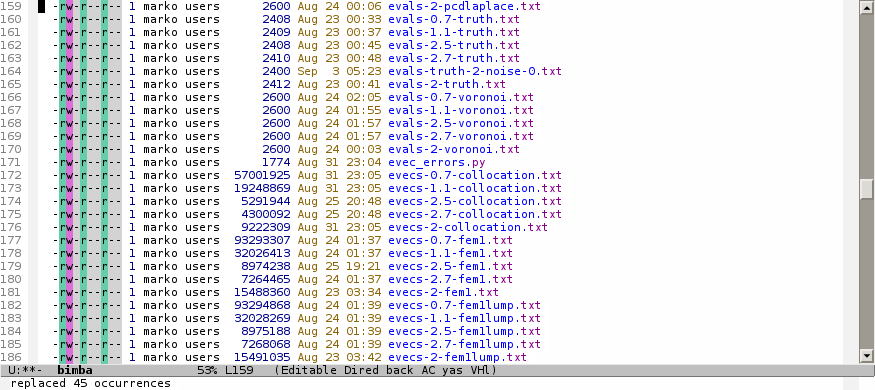 159 -rw-r--r-- 1 marko users 2600 Aug 24 00:06 evals-2-pcdlaplace.txt
160 -rw-r--r-- 1 marko users 2408 Aug 23 00:33 evals-0.7-truth.txt
161 -rw-r--r-- 1 marko users 2409 Aug 23 00:37 evals-1.1-truth.txt
162 -rw-r--r-- 1 marko users 2408 Aug 23 00:45 evals-2.5-truth.txt
163 -rw-r--r-- 1 marko users 2410 Aug 23 00:48 evals-2.7-truth.txt
164 -rw-r--r-- 1 marko users 2400 Sep  3 05:23 evals-truth-2-noise-0.txt
165 -rw-r--r-- 1 marko users 2412 Aug 23 00:41 evals-2-truth.txt
166 -rw-r--r-- 1 marko users 2600 Aug 24 02:05 evals-0.7-voronoi.txt
167 -rw-r--r-- 1 marko users 2600 Aug 24 01:55 evals-1.1-voronoi.txt
168 -rw-r--r-- 1 marko users 2600 Aug 24 01:57 evals-2.5-voronoi.txt
169 -rw-r--r-- 1 marko users 2600 Aug 24 01:57 evals-2.7-voronoi.txt
170 -rw-r--r-- 1 marko users 2600 Aug 24 00:03 evals-2-voronoi.txt
171 -rw-r--r-- 1 marko users 1774 Aug 31 23:04 evec_errors.py
172 -rw-r--r-- 1 marko users 57001925 Aug 31 23:05 evecs-0.7-collocation.txt
173 -rw-r--r-- 1 marko users 19248869 Aug 31 23:05 evecs-1.1-collocation.txt
174 -rw-r--r-- 1 marko users 5291944 Aug 25 20:48 evecs-2.5-collocation.txt
175 -rw-r--r-- 1 marko users 4300092 Aug 25 20:48 evecs-2.7-collocation.txt
176 -rw-r--r-- 1 marko users 9222309 Aug 31 23:05 evecs-2-collocation.txt
177 -rw-r--r-- 1 marko users 93293307 Aug 24 01:37 evecs-0.7-fem1.txt
178 -rw-r--r-- 1 marko users 32026413 Aug 24 01:37 evecs-1.1-fem1.txt
179 -rw-r--r-- 1 marko users 8974238 Aug 25 19:21 evecs-2.5-fem1.txt
180 -rw-r--r-- 1 marko users 7264465 Aug 24 01:37 evecs-2.7-fem1.txt
181 -rw-r--r-- 1 marko users 15488360 Aug 23 03:34 evecs-2-fem1.txt
182 -rw-r--r-- 1 marko users 93294868 Aug 24 01:39 evecs-0.7-fem1lump.txt
183 -rw-r--r-- 1 marko users 32028269 Aug 24 01:39 evecs-1.1-fem1lump.txt
184 -rw-r--r-- 1 marko users 8975188 Aug 24 01:39 evecs-2.5-fem1lump.txt
185 -rw-r--r-- 1 marko users 7268068 Aug 24 01:39 evecs-2.7-fem1lump.txt
186 -rw-r--r-- 1 marko users 15491035 Aug 23 03:42 evecs-2-fem1lump.txt
U:**- bimba 53% L159 (Editable Dired back AC yas VHl)
replaced 45 occurrences